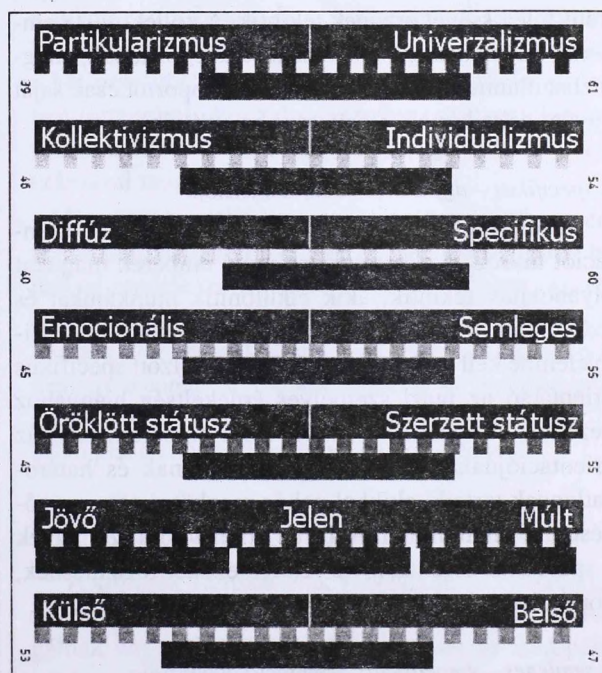 Partikularizmus Univerzalizmus
39 61
Kollektivizmus Individualizmus
46 54
Diffúz Specifikus
40 60
Emocionális Semleges
45 55
Öröklött státusz Szerzett státusz
45 55
Jövő Jelen Múlt
Külső Belső
53 47